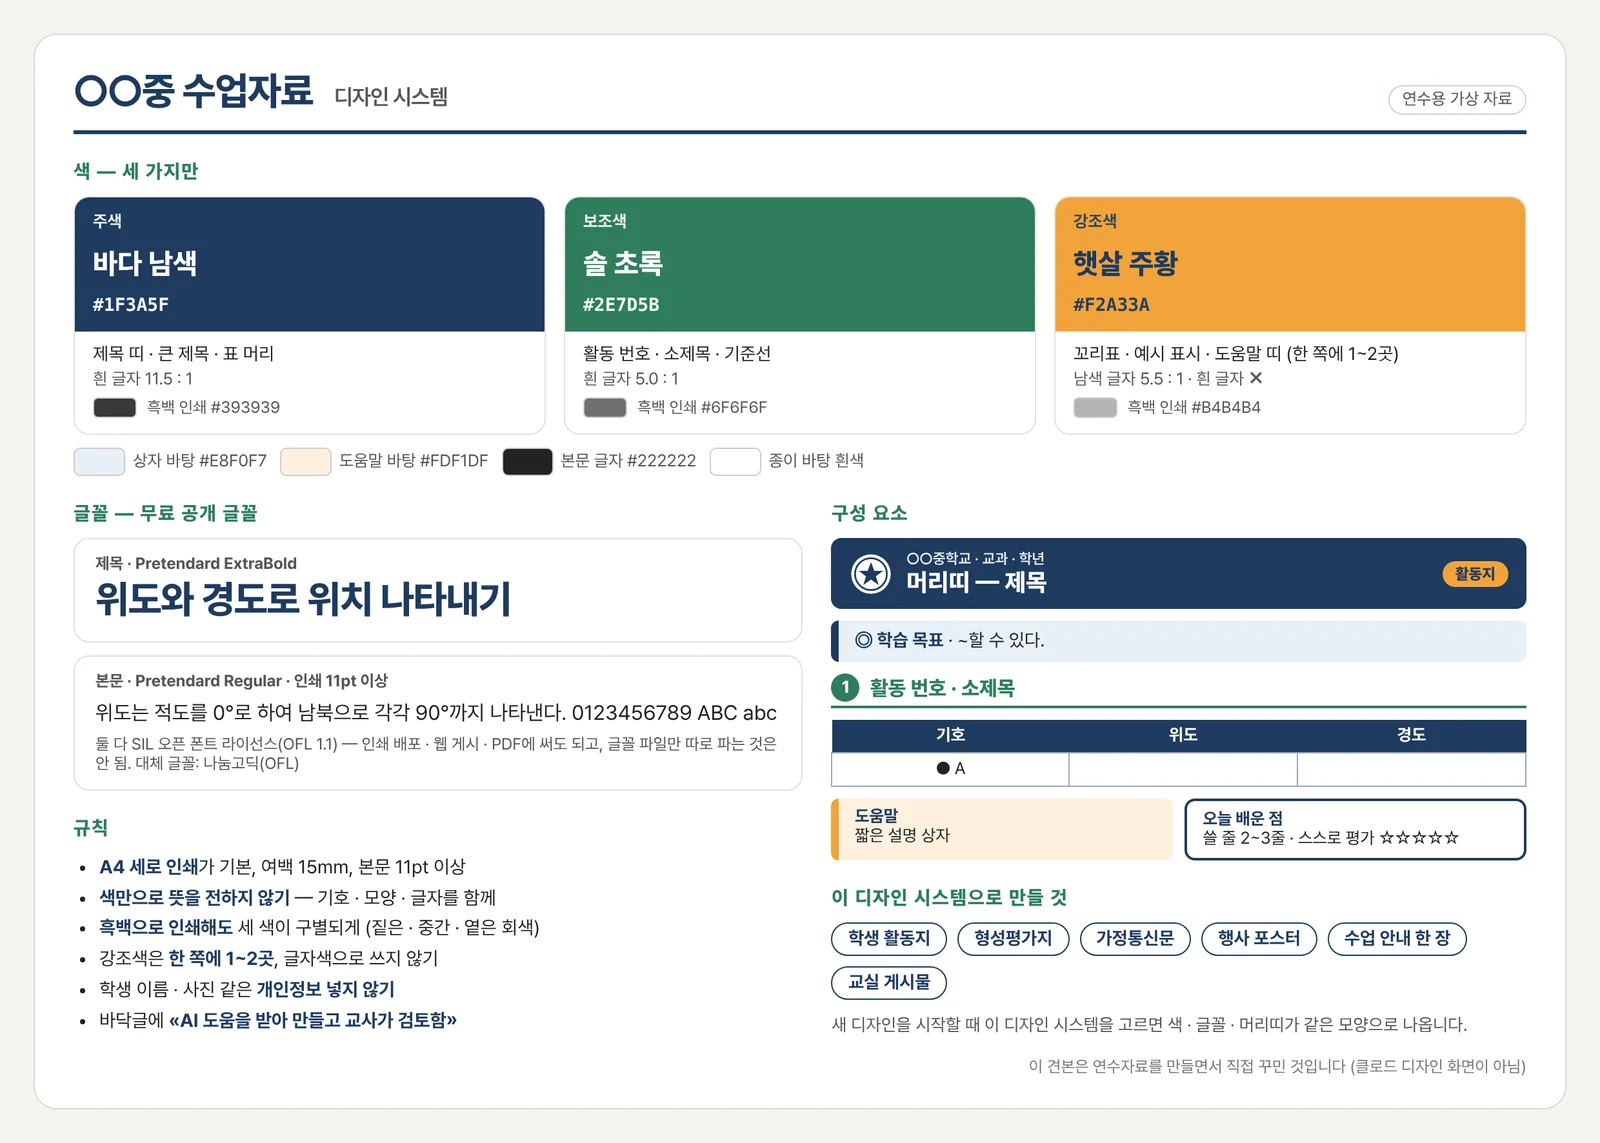 ○○중 수업자료 디자인 시스템
연수용 가상 자료
색 — 세 가지만
주색
바다 남색
#1F3A5F
제목 띠 · 큰 제목 · 표 머리
흰 글자 11.5 : 1
흑백 인쇄 #393939
보조색
솔 초록
#2E7D5B
활동 번호 · 소제목 · 기준선
흰 글자 5.0 : 1
흑백 인쇄 #6F6F6F
강조색
햇살 주황
#F2A33A
꼬리표 · 예시 표시 · 도움말 띠 (한 쪽에 1~2곳)
남색 글자 5.5 : 1 · 흰 글자 ✕
흑백 인쇄 #B4B4B4
상자 바탕 #E8F0F7 도움말 바탕 #FDF1DF 본문 글자 #222222 종이 바탕 흰색
글꼴 — 무료 공개 글꼴
제목 · Pretendard ExtraBold
위도와 경도로 위치 나타내기
본문 · Pretendard Regular · 인쇄 11pt 이상
위도는 적도를 0°로 하여 남북으로 각각 90°까지 나타낸다. 0123456789 ABC abc
둘 다 SIL 오픈 폰트 라이선스(OFL 1.1) — 인쇄 배포 · 웹 게시 · PDF에 써도 되고, 글꼴 파일만 따로 파는 것은
안 됨. 대체 글꼴: 나눔고딕(OFL)
규칙
• A4 세로 인쇄가 기본, 여백 15mm, 본문 11pt 이상
• 색만으로 뜻을 전하지 않기 — 기호 · 모양 · 글자를 함께
• 흑백으로 인쇄해도 세 색이 구별되게 (짙은 · 중간 · 옅은 회색)
• 강조색은 한 쪽에 1~2곳, 글자색으로 쓰지 않기
• 학생 이름 · 사진 같은 개인정보 넣지 않기
• 바닥글에 «AI 도움을 받아 만들고 교사가 검토함»
구성 요소
○○중학교 · 교과 · 학년
머리띠 — 제목
활동지
◎ 학습 목표 · ~할 수 있다.
1 활동 번호 · 소제목
기호 위도 경도
● A
도움말
짧은 설명 상자
오늘 배운 점
쓸 줄 2~3줄 · 스스로 평가 ☆☆☆☆☆
이 디자인 시스템으로 만들 것
학생 활동지 형성평가지 가정통신문 행사 포스터 수업 안내 한 장
교실 게시물
새 디자인을 시작할 때 이 디자인 시스템을 고르면 색 · 글꼴 · 머리띠가 같은 모양으로 나옵니다.
이 견본은 연수자료를 만들면서 직접 꾸민 것입니다 (클로드 디자인 화면이 아님)